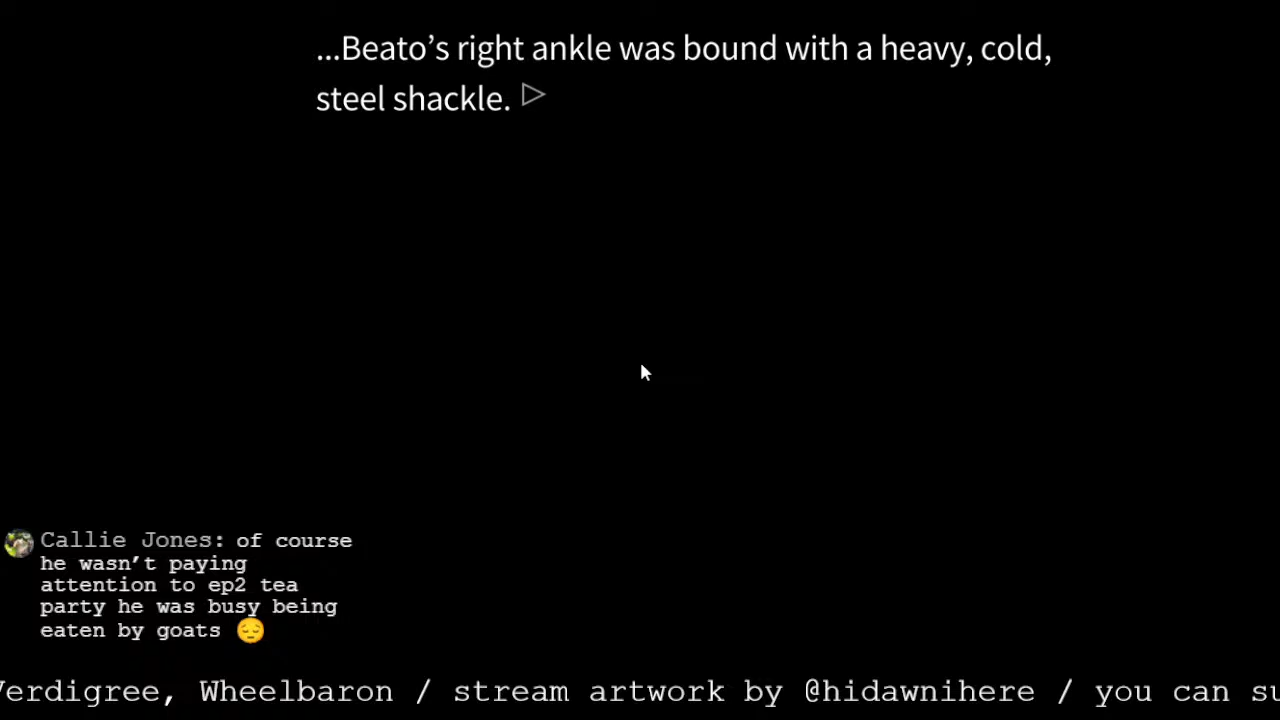 ...Beato’s right ankle was bound with a heavy, cold,
steel shackle.
Callie Jones: of course
he wasn’t paying
attention to ep2 tea
party he was busy being
eaten by goats 😔
Verdigree, Wheelbaron / stream artwork by @hidawnihere / you can su